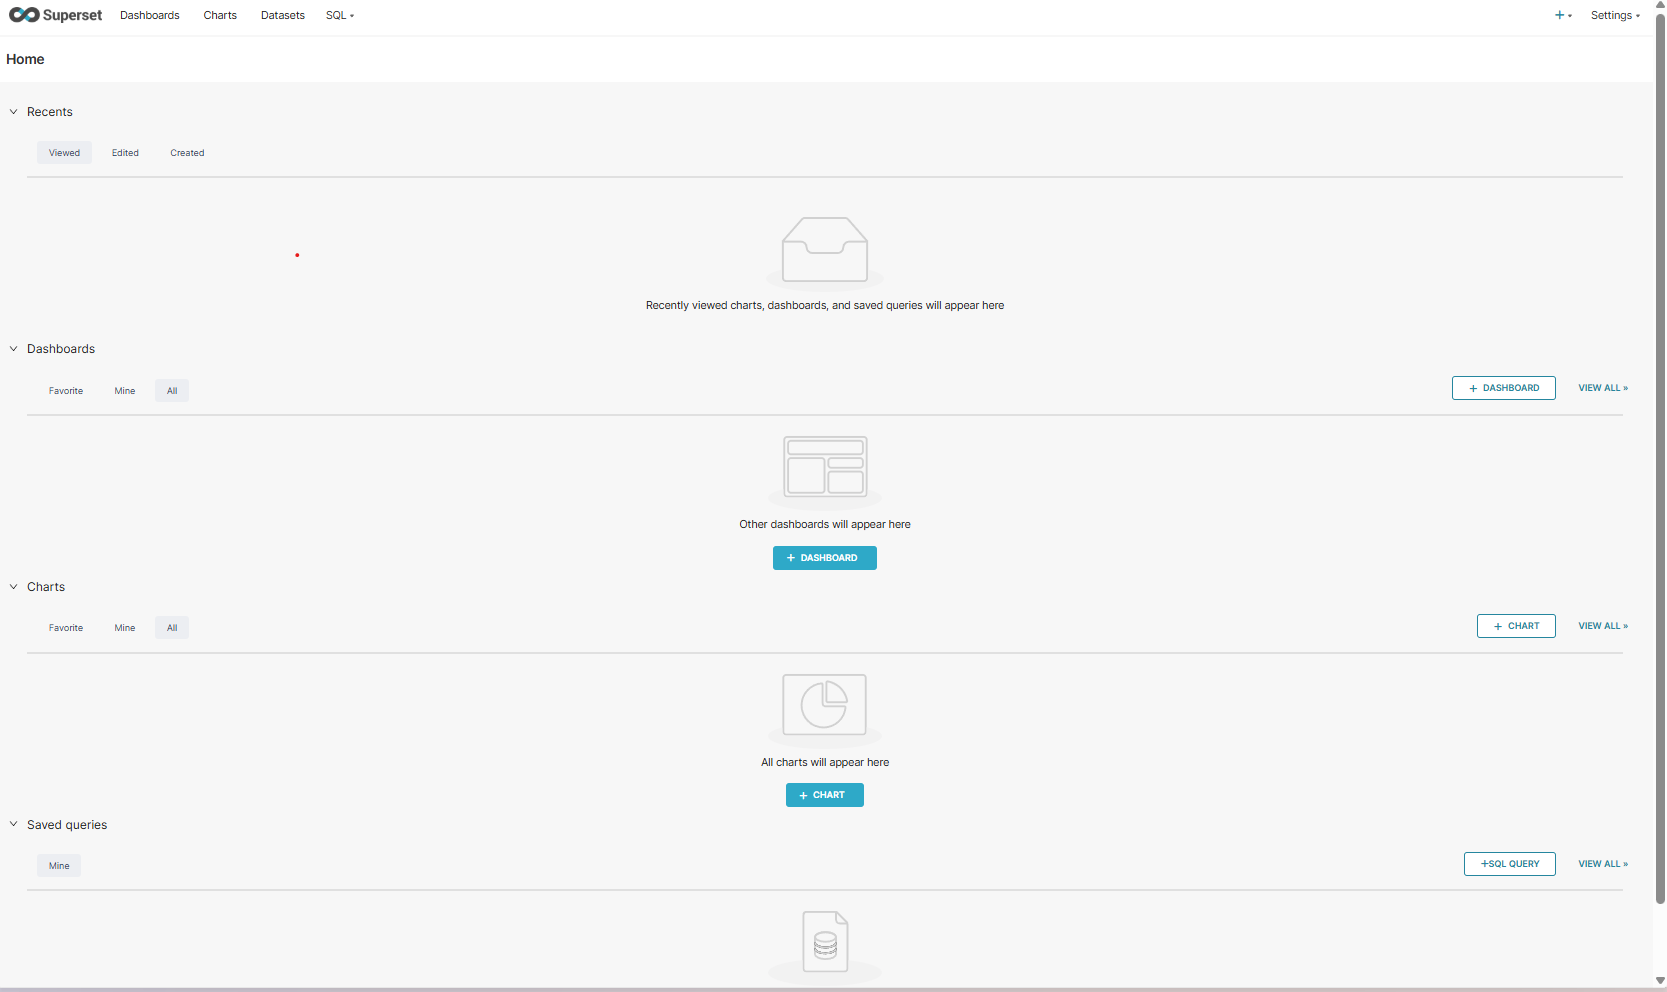 Superset Dashboards Charts Datasets SQL + Settings
Home
Recents
Viewed Edited Created
Recently viewed charts, dashboards, and saved queries will appear here
Dashboards
Favorite Mine All + DASHBOARD VIEW ALL »
Other dashboards will appear here
+ DASHBOARD
Charts
Favorite Mine All + CHART VIEW ALL »
All charts will appear here
+ CHART
Saved queries
Mine +SQL QUERY VIEW ALL »